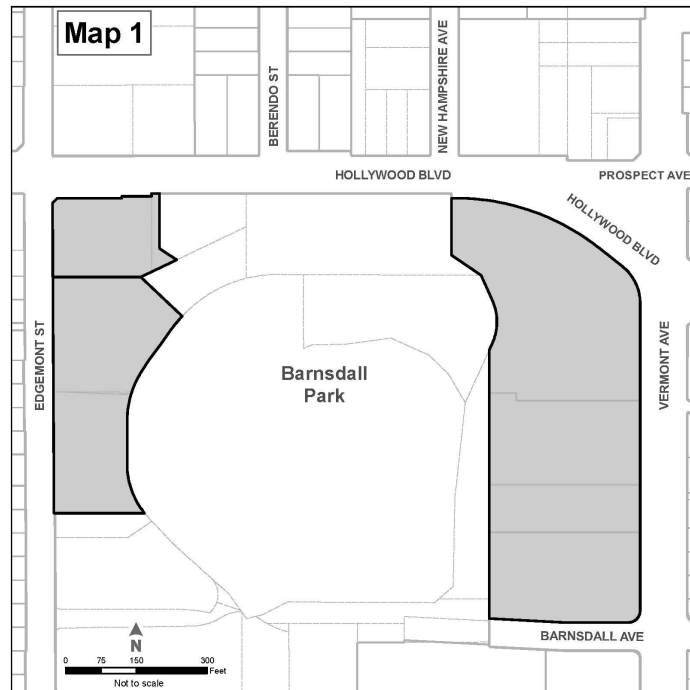 Map 1
BERENDO ST
NEW HAMPSHIRE AVE
HOLLYWOOD BLVD
PROSPECT AVE
HOLLYWOOD BLVD
EDGEMONT ST
VERMONT AVE
Barnsdall
Park
BARNSDALL AVE
N
0 75 150 300
Feet
Not to scale